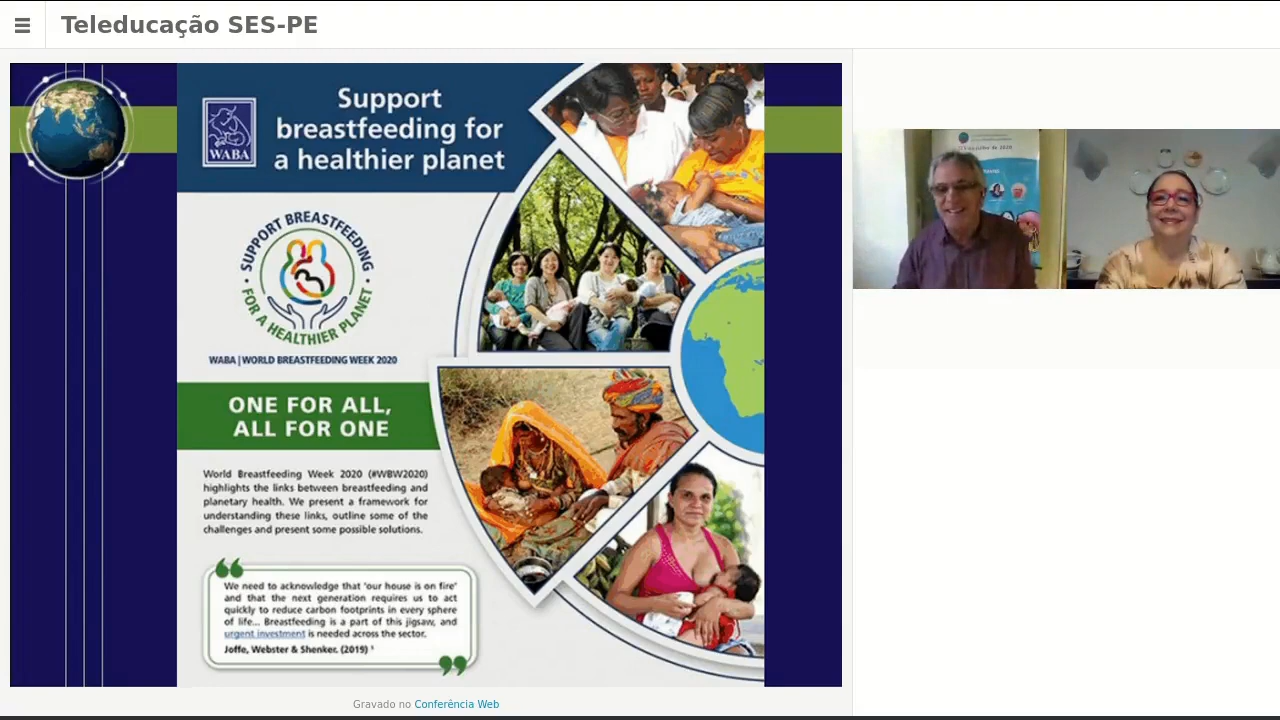 Teleducação SES-PE
Support
breastfeeding for
a healthier planet
WABA
SUPPORT BREASTFEEDING
FOR A HEALTHIER PLANET
WABA | WORLD BREASTFEEDING WEEK 2020
ONE FOR ALL,
ALL FOR ONE
World Breastfeeding Week 2020 (#WBW2020)
highlights the links between breastfeeding and
planetary health. We present a framework for
understanding these links, outline some of the
challenges and present some possible solutions.
We need to acknowledge that "our house is on fire"
and that the next generation requires us to act
quickly to reduce carbon footprints in every sphere
of life... Breastfeeding is a part of this jigsaw, and
urgent investment is needed across the sector.
Joffe, Webster & Shenker. (2019) ¹
Gravado no Conferência Web